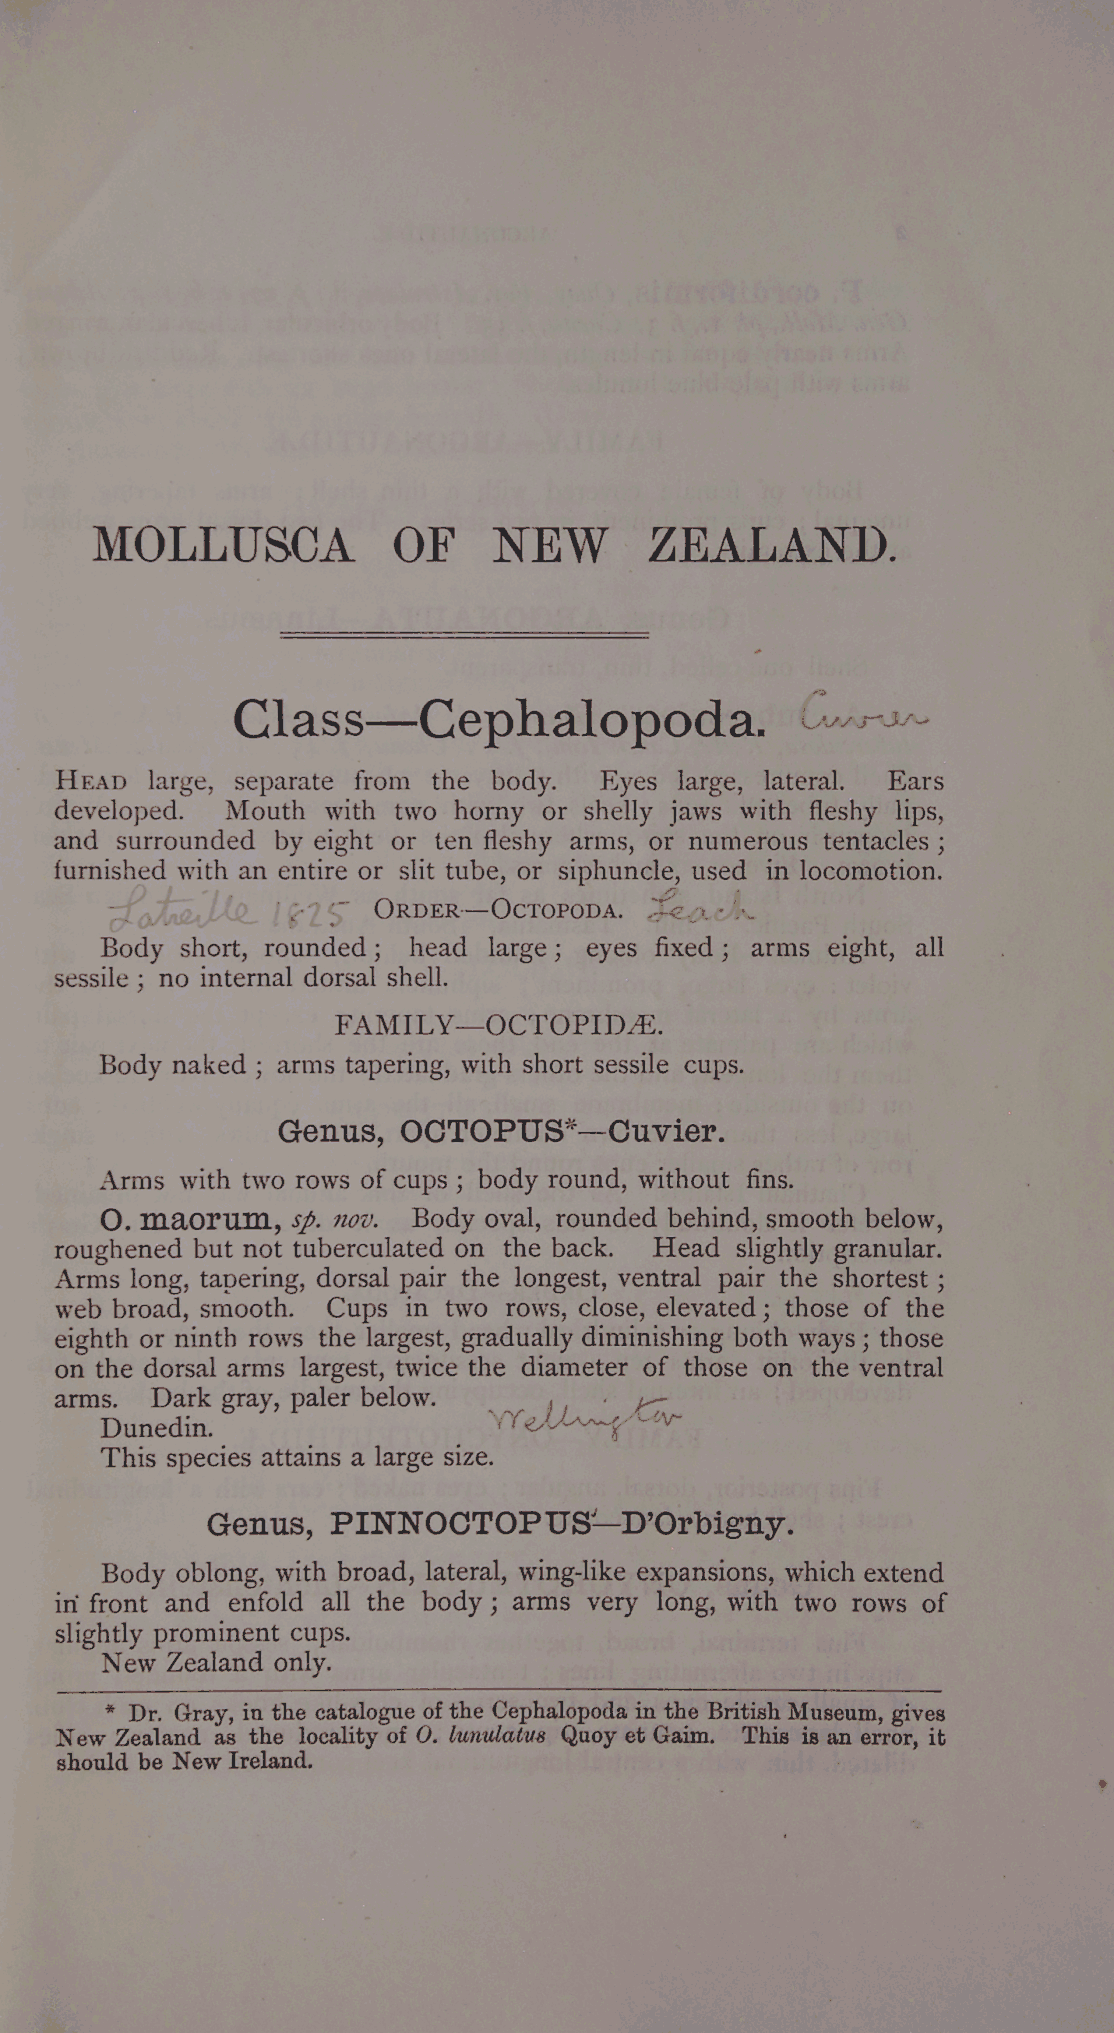 MOLLUSCA OF NEW ZEALAND.
Class—Cephalopoda. Cuvier
HEAD large, separate from the body. Eyes large, lateral. Ears
developed. Mouth with two horny or shelly jaws with fleshy lips,
and surrounded by eight or ten fleshy arms, or numerous tentacles ;
furnished with an entire or slit tube, or siphuncle, used in locomotion.
Latreille 1825 ORDER—OCTOPODA. Leach
Body short, rounded ; head large ; eyes fixed ; arms eight, all
sessile ; no internal dorsal shell.
FAMILY—OCTOPIDÆ.
Body naked ; arms tapering, with short sessile cups.
Genus, OCTOPUS*—Cuvier.
Arms with two rows of cups ; body round, without fins.
O. maorum, sp. nov. Body oval, rounded behind, smooth below,
roughened but not tuberculated on the back. Head slightly granular.
Arms long, tapering, dorsal pair the longest, ventral pair the shortest ;
web broad, smooth. Cups in two rows, close, elevated ; those of the
eighth or ninth rows the largest, gradually diminishing both ways ; those
on the dorsal arms largest, twice the diameter of those on the ventral
arms. Dark gray, paler below.
Dunedin. Wellington
This species attains a large size.
Genus, PINNOCTOPUS—D'Orbigny.
Body oblong, with broad, lateral, wing-like expansions, which extend
in front and enfold all the body ; arms very long, with two rows of
slightly prominent cups.
New Zealand only.
* Dr. Gray, in the catalogue of the Cephalopoda in the British Museum, gives
New Zealand as the locality of O. lunulatus Quoy et Gaim. This is an error, it
should be New Ireland.